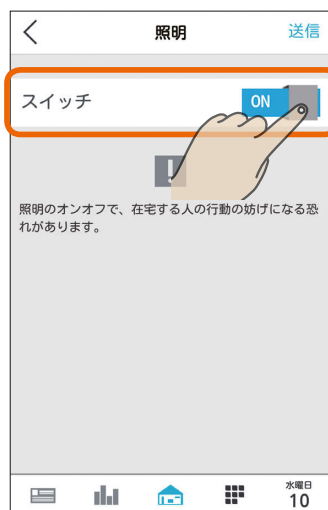 照明
送信
スイッチ
ON
照明のオンオフで、在宅する人の行動の妨げになる恐
れがあります。
水曜日
10